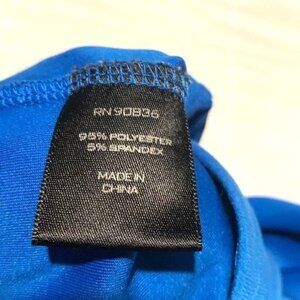 RN 90836
95% POLYESTER
5% SPANDEX
MADE IN
CHINA